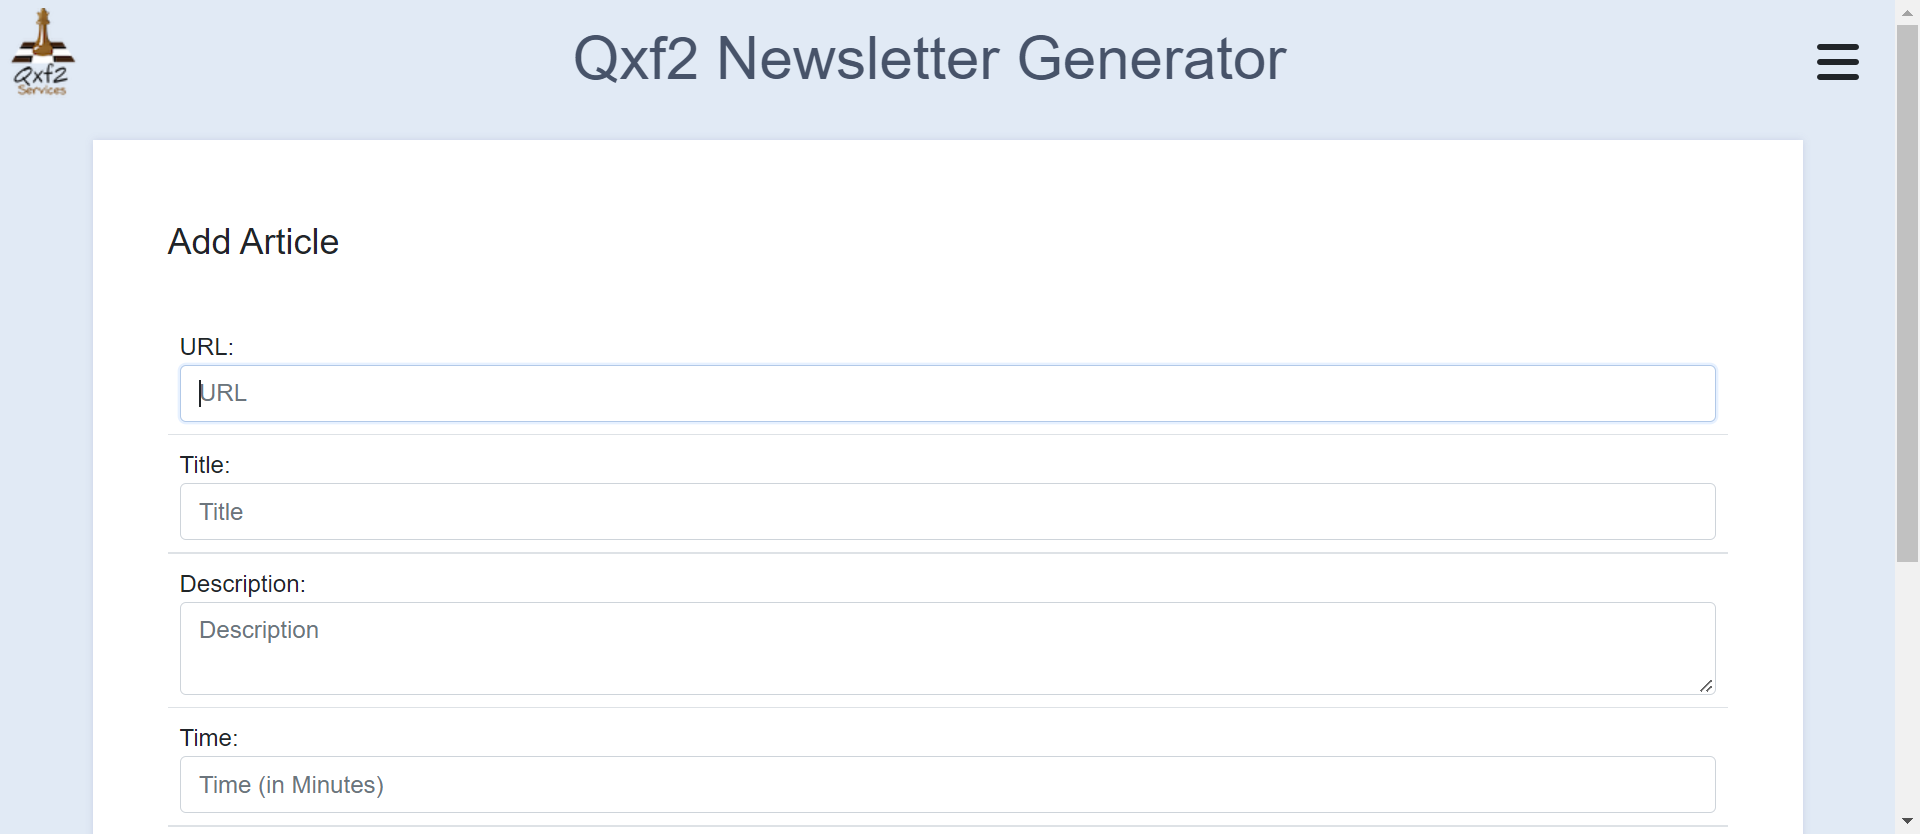 Qxf2
Services
Qxf2 Newsletter Generator
Add Article
URL:
URL
Title:
Title
Description:
Description
Time:
Time (in Minutes)